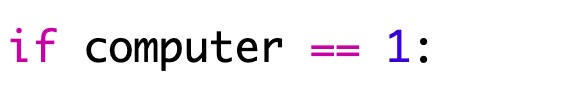 if computer == 1: